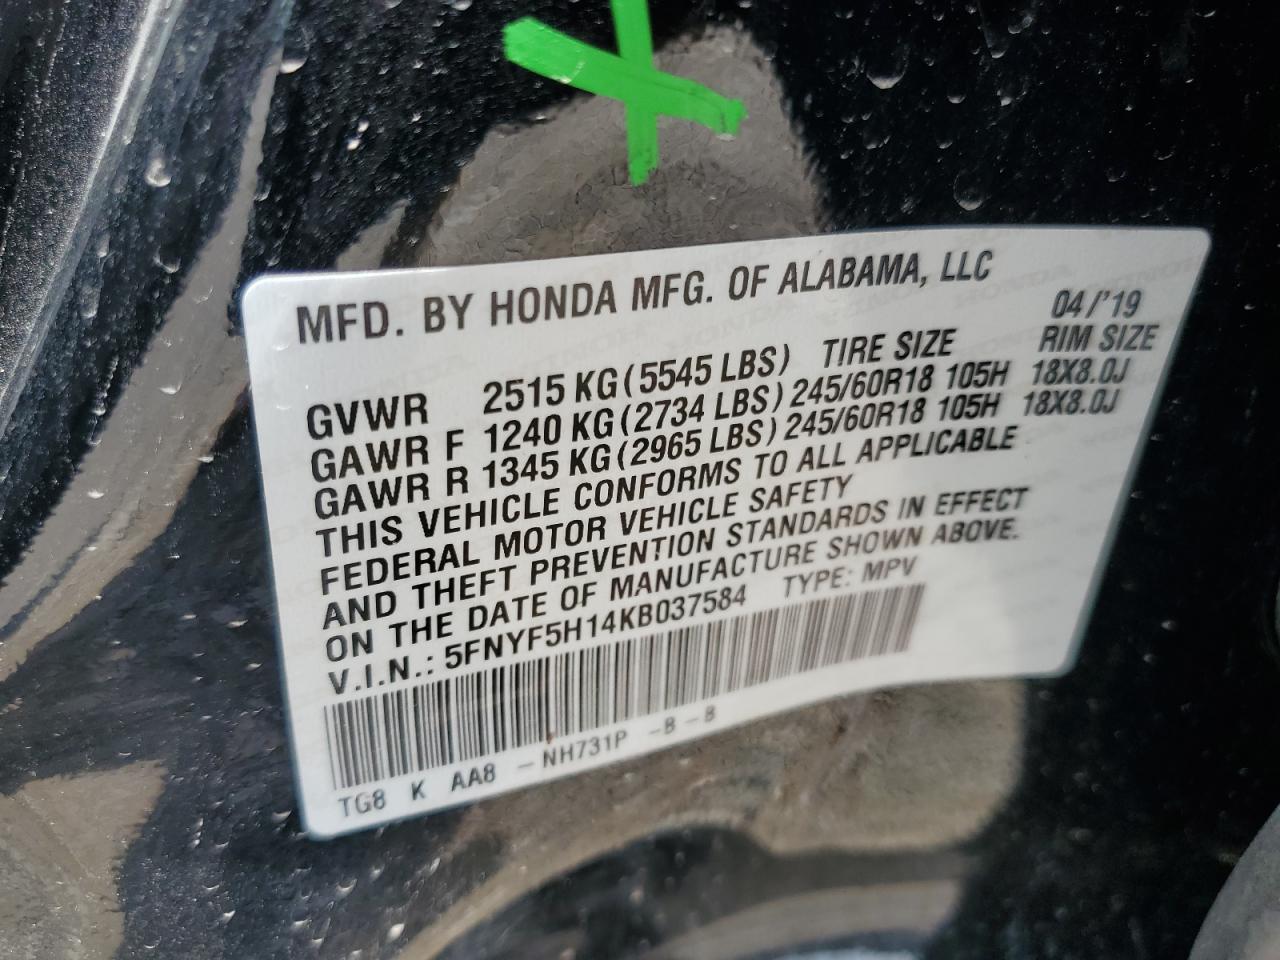 MFD. BY HONDA MFG. OF ALABAMA, LLC
04/'19
GVWR 2515 KG (5545 LBS) TIRE SIZE RIM SIZE
GAWR F 1240 KG (2734 LBS) 245/60R18 105H 18X8.0J
GAWR R 1345 KG (2965 LBS) 245/60R18 105H 18X8.0J
THIS VEHICLE CONFORMS TO ALL APPLICABLE
FEDERAL MOTOR VEHICLE SAFETY
AND THEFT PREVENTION STANDARDS IN EFFECT
ON THE DATE OF MANUFACTURE SHOWN ABOVE.
V.I.N.: 5FNYF5H14KB037584 TYPE: MPV
TG8 K AA8 - NH731P - B - B